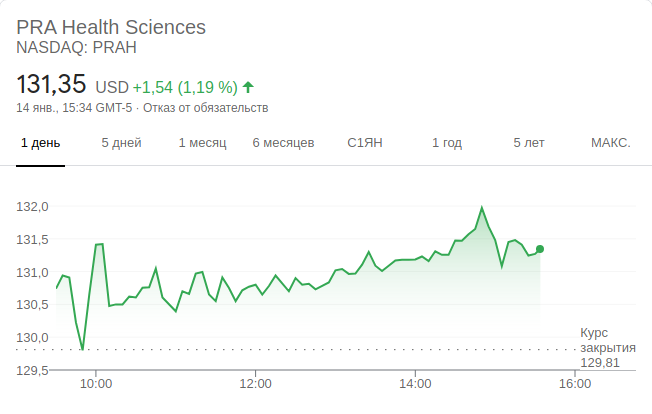 PRA Health Sciences
NASDAQ: PRAH
131,35 USD +1,54 (1,19 %)
14 янв., 15:34 GMT-5 · Отказ от обязательств
1 день 5 дней 1 месяц 6 месяцев С1ЯН 1 год 5 лет МАКС.
132,0
131,5
131,0
130,5
130,0
129,5
Курс
закрытия
129,81
10:00 12:00 14:00 16:00